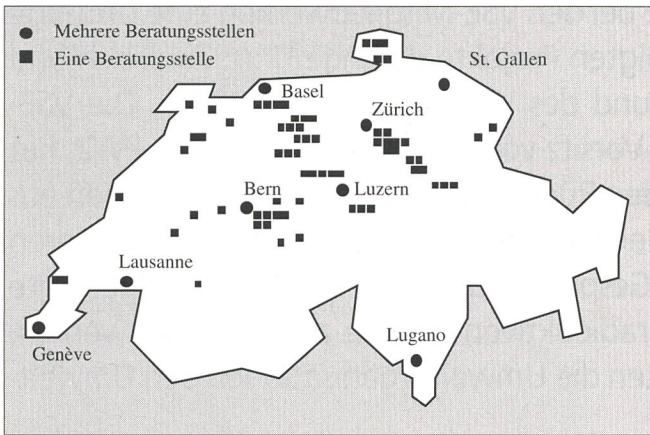 Mehrere Beratungsstellen
Eine Beratungsstelle
St. Gallen
Basel
Zürich
Bern
Luzern
Lausanne
Genève
Lugano